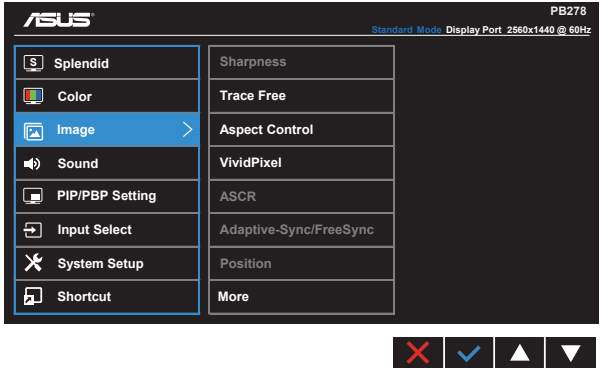 ASUS
PB278
Standard Mode Display Port 2560x1440 @ 60Hz
S Splendid
Color
Image
Sound
PIP/PBP Setting
Input Select
System Setup
Shortcut
Sharpness
Trace Free
Aspect Control
VividPixel
ASCR
Adaptive-Sync/FreeSync
Position
More